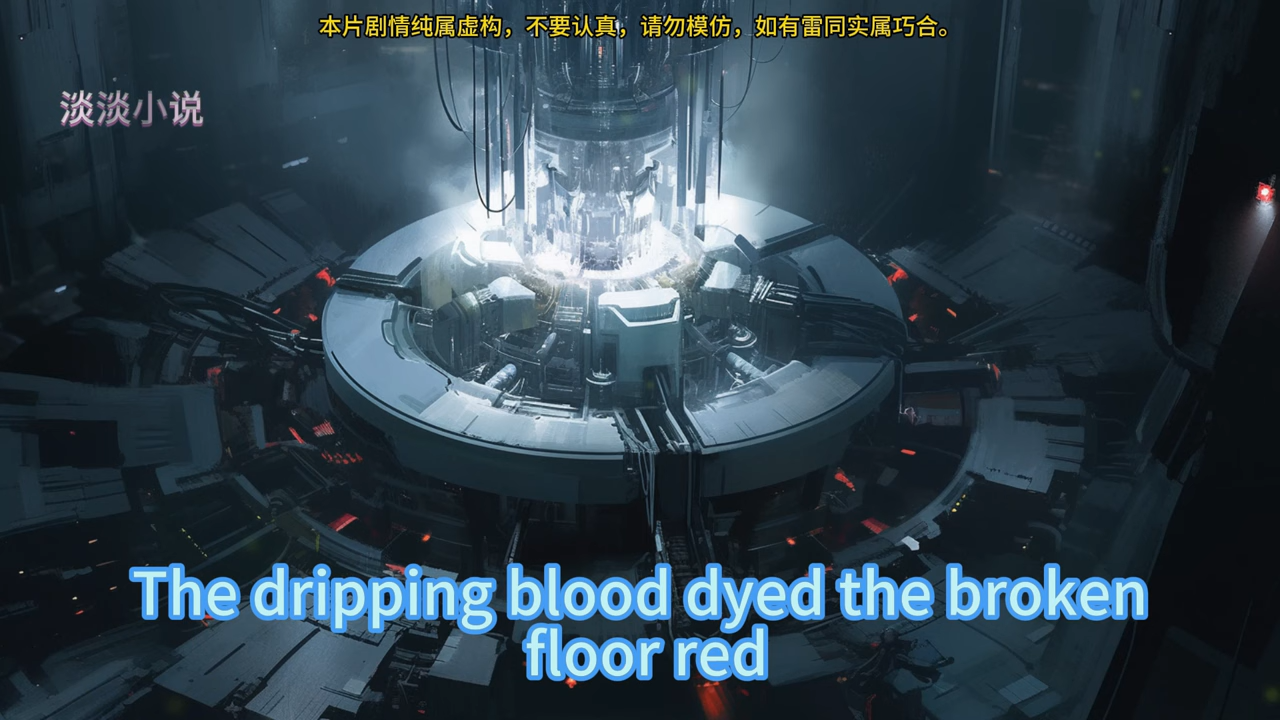 本片剧情纯属虚构，不要认真，请勿模仿，如有雷同实属巧合。
淡淡小说
The dripping blood dyed the broken
floor red